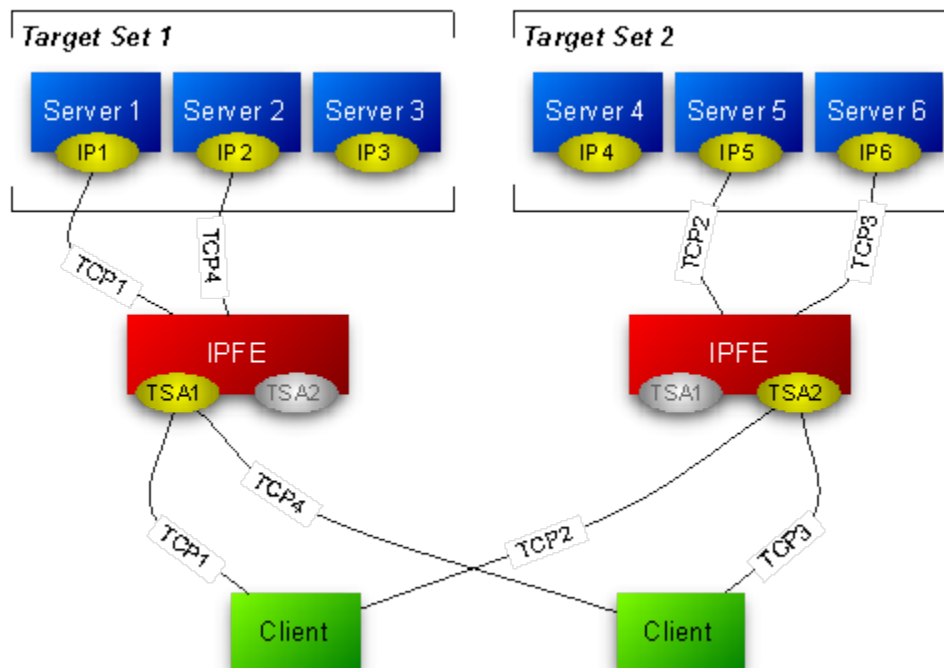 Target Set 1
Target Set 2
Server 1
Server 2
Server 3
Server 4
Server 5
Server 6
IP1
IP2
IP3
IP4
IP5
IP6
TCP1
TCP4
TCP2
TCP3
IPFE
IPFE
TSA1
TSA2
TSA1
TSA2
TCP1
TCP4
TCP2
TCP3
Client
Client